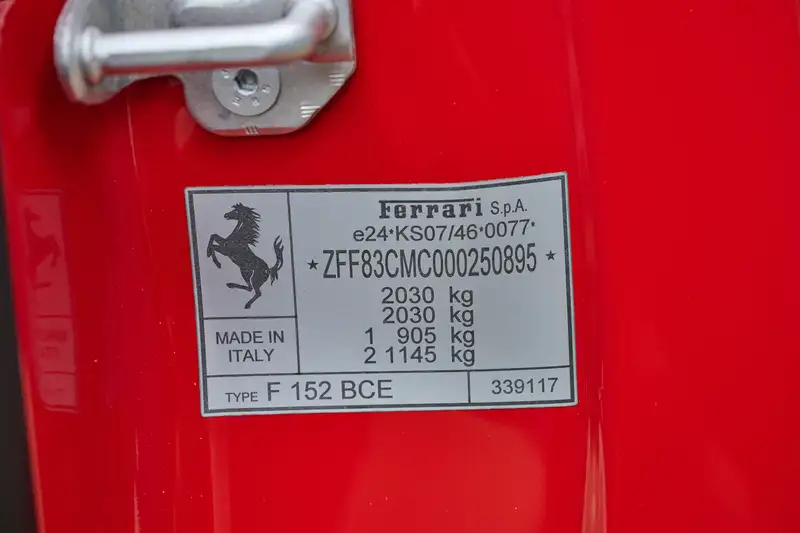 Ferrari S.p.A.
e24*KS07/46*0077*
★ZFF83CMC000250895★
2030 kg
2030 kg
1 905 kg
2 1145 kg
MADE IN
ITALY
TYPE F 152 BCE
339117